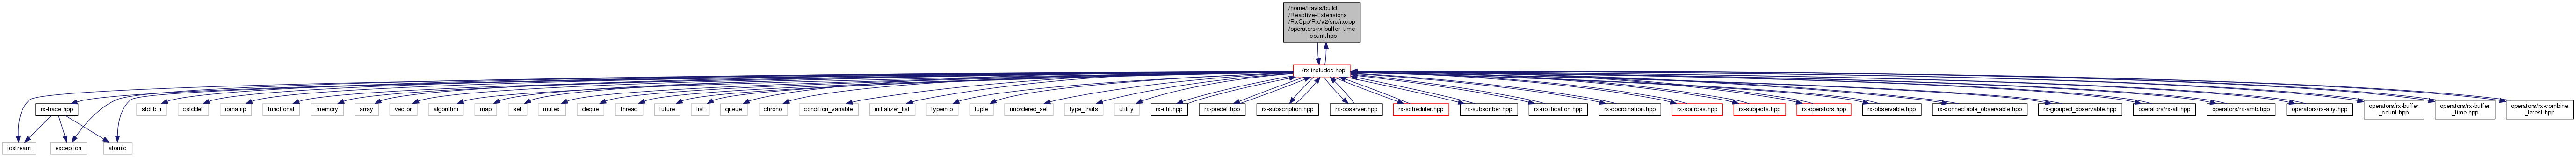 /home/travis/build
/Reactive-Extensions
/RxCpp/Rx/v2/src/rxcpp
/operators/rx-buffer_time
_count.hpp
../rx-includes.hpp
rx-trace.hpp
stdlib.h
cstddef
iomanip
functional
memory
array
vector
algorithm
map
set
mutex
deque
thread
future
list
queue
chrono
condition_variable
initializer_list
typeinfo
tuple
unordered_set
type_traits
utility
rx-util.hpp
rx-predef.hpp
rx-subscription.hpp
rx-observer.hpp
rx-scheduler.hpp
rx-subscriber.hpp
rx-notification.hpp
rx-coordination.hpp
rx-sources.hpp
rx-subjects.hpp
rx-operators.hpp
rx-observable.hpp
rx-connectable_observable.hpp
rx-grouped_observable.hpp
operators/rx-all.hpp
operators/rx-amb.hpp
operators/rx-any.hpp
operators/rx-buffer
_count.hpp
operators/rx-buffer
_time.hpp
operators/rx-combine
_latest.hpp
iostream
exception
atomic